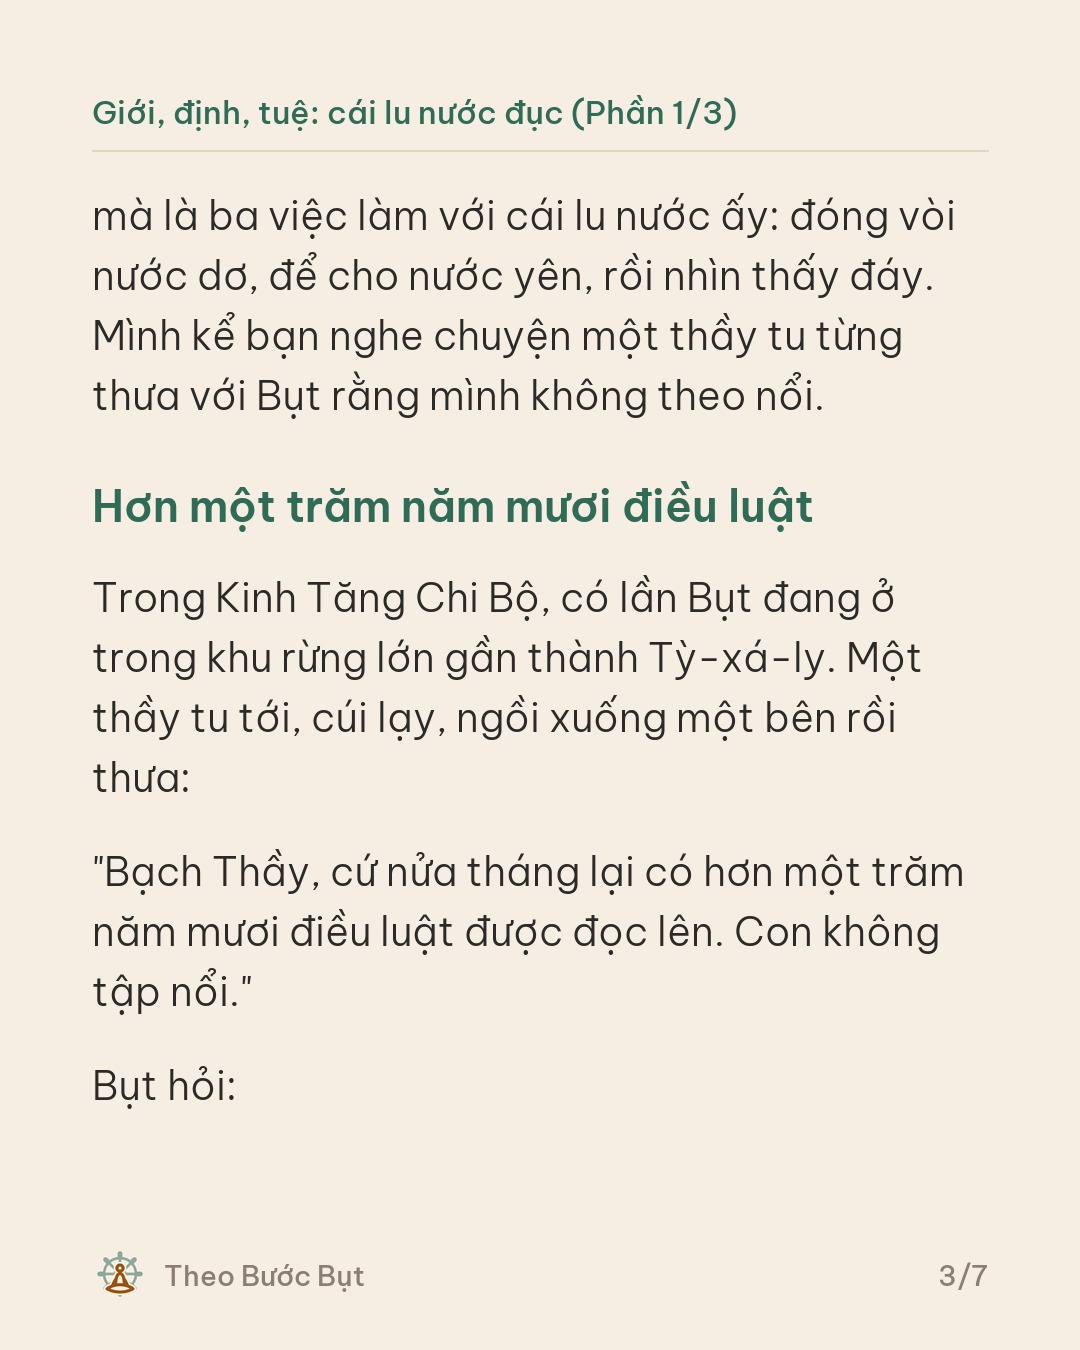 Giới, định, tuệ: cái lu nước đục (Phần 1/3)
mà là ba việc làm với cái lu nước ấy: đóng vòi
nước dơ, để cho nước yên, rồi nhìn thấy đáy.
Mình kể bạn nghe chuyện một thầy tu từng
thưa với Bụt rằng mình không theo nổi.
Hơn một trăm năm mươi điều luật
Trong Kinh Tăng Chi Bộ, có lần Bụt đang ở
trong khu rừng lớn gần thành Tỳ-xá-ly. Một
thầy tu tới, cúi lạy, ngồi xuống một bên rồi
thưa:
"Bạch Thầy, cứ nửa tháng lại có hơn một trăm
năm mươi điều luật được đọc lên. Con không
tập nổi."
Bụt hỏi:
Theo Bước Bụt
3/7